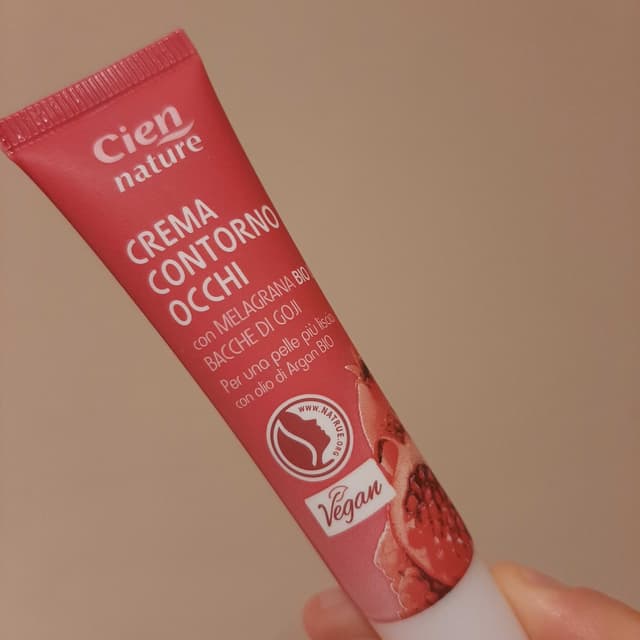 Cien
nature
CREMA
CONTORNO
OCCHI
con MELAGRANA BIO
BACCHE DI GOJI
Per una pelle più liscia
con olio di Argan BIO
WWW.NATRUE.ORG
Vegan